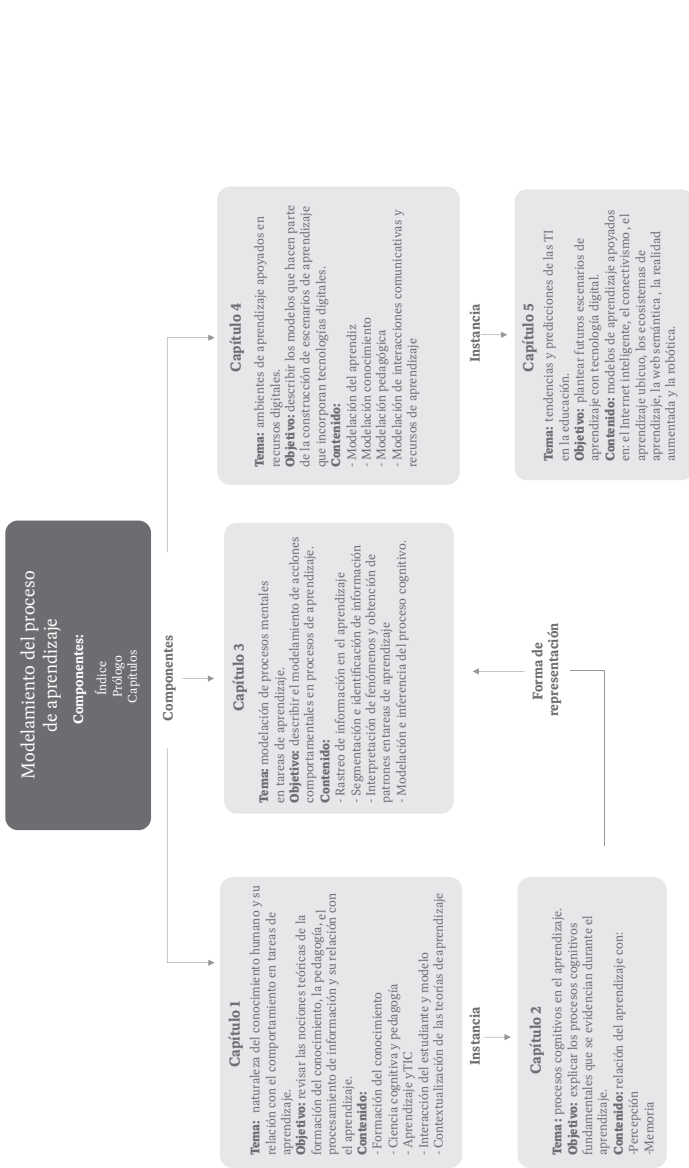 Modelamiento del proceso
de aprendizaje
Componentes:
Índice
Prólogo
Capítulos
Componentes
Capítulo 1
Tema: naturaleza del conocimiento humano y su
relación con el comportamiento en tareas de
aprendizaje.
Objetivo: revisar las nociones teóricas de la
formación del conocimiento, la pedagogía, el
procesamiento de información y su relación con
el aprendizaje.
Contenido:
- Formación del conocimiento
- Ciencia cognitiva y pedagogía
- Aprendizaje yTIC
- Interacción del estudiante y modelo
- Contextualización de las teorías deaprendizaje
Instancia
Capítulo 2
Tema: procesos cognitivos en el aprendizaje.
Objetivo: explicar los procesos cognitivos
fundamentales que se evidencian durante el
aprendizaje.
Contenido: relación del aprendizaje con:
-Percepción
-Memoria
Forma de
representación
Capítulo 3
Tema: modelación de procesos mentales
en tareas de aprendizaje.
Objetivo: describir el modelamiento de acciones
comportamentales en procesos de aprendizaje.
Contenido:
- Rastreo de información en el aprendizaje
- Segmentación e identificación de información
- Interpretación de fenómenos y obtención de
patrones entareas de aprendizaje
- Modelación e inferencia del proceso cognitivo.
Capítulo 4
Tema: ambientes de aprendizaje apoyados en
recursos digitales.
Objetivo: describir los modelos que hacen parte
de la construcción de escenarios de aprendizaje
que incorporan tecnologías digitales.
Contenido:
- Modelación del aprendiz
- Modelación conocimiento
- Modelación pedagógica
- Modelación de interacciones comunicativas y
recursos de aprendizaje
Instancia
Capítulo 5
Tema: tendencias y predicciones de las TI
en la educación.
Objetivo: plantear futuros escenarios de
aprendizaje con tecnología digital.
Contenido: modelos de aprendizaje apoyados
en: el Internet inteligente, el conectivismo, el
aprendizaje ubicuo, los ecosistemas de
aprendizaje, la web semántica, la realidad
aumentada y la robótica.